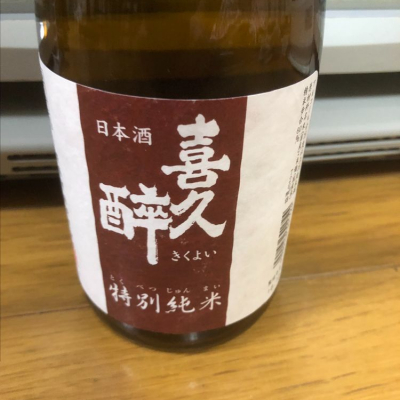 日本酒
喜久酔
きくよい
とくべつじゅんまい
特別純米